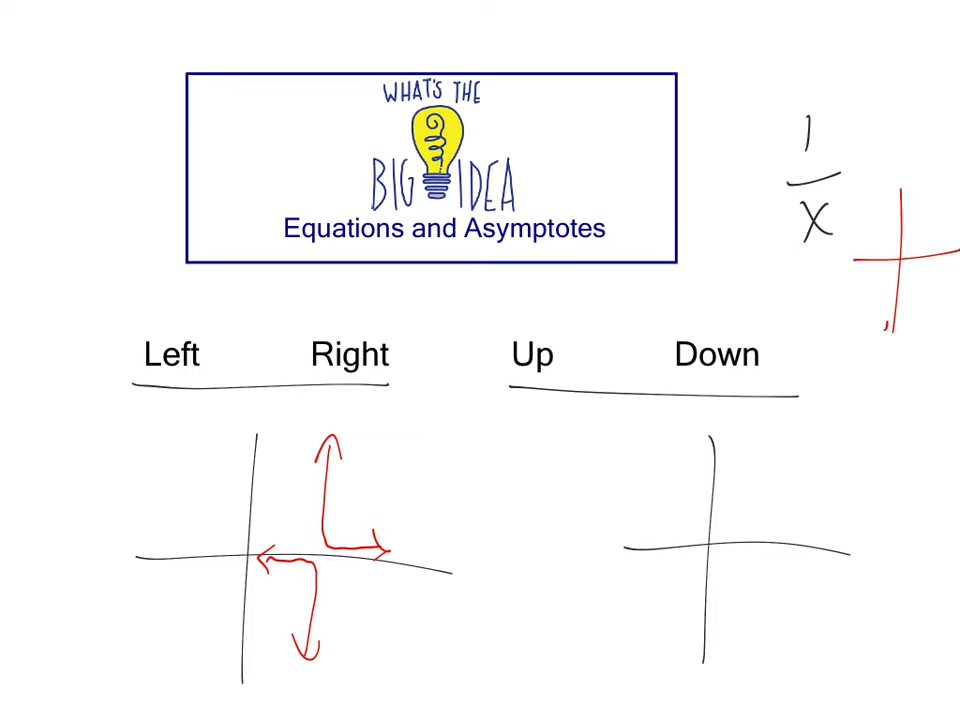 WHAT'S THE
BIG IDEA
Equations and Asymptotes
1
x
Left Right Up Down